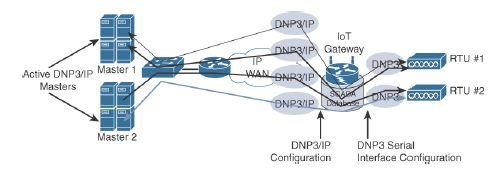 DNP3/IP
IoT
Gateway
DNP3/IP
IP
WAN
Master 1
DNP3
RTU #1
Active DNP3/IP
Masters
DNP3/IP
SCADA
Database
DNP3/IP
DNP3
RTU #2
Master 2
DNP3/IP
Configuration
DNP3 Serial
Interface Configuration